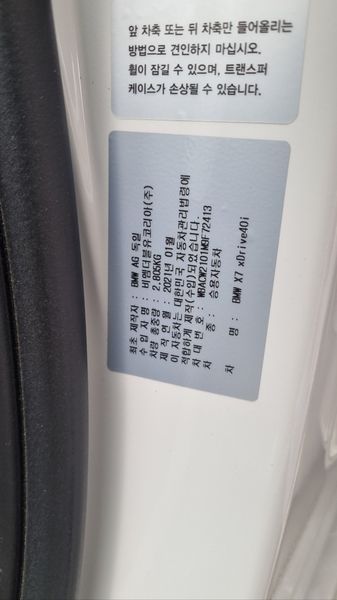 앞 차축 또는 뒤 차축만 들어올리는
방법으로 견인하지 마십시오.
휠이 잠길 수 있으며, 트랜스퍼
케이스가 손상될 수 있습니다.
최초 제작자 : BMW AG 독일
수 입 자 명 : 비엠더블유코리아(주)
차량 총중량 : 2.805KG
제 작 연 월 : 2021년 01월
이 자동차는 대한민국 자동차관리법령에
적합하게 제작(수입)되었습니다.
차 대 번 호 : WBACW2101M9F72413
차 종 : 승용자동차
차 명 : BMW X7 xDrive40i